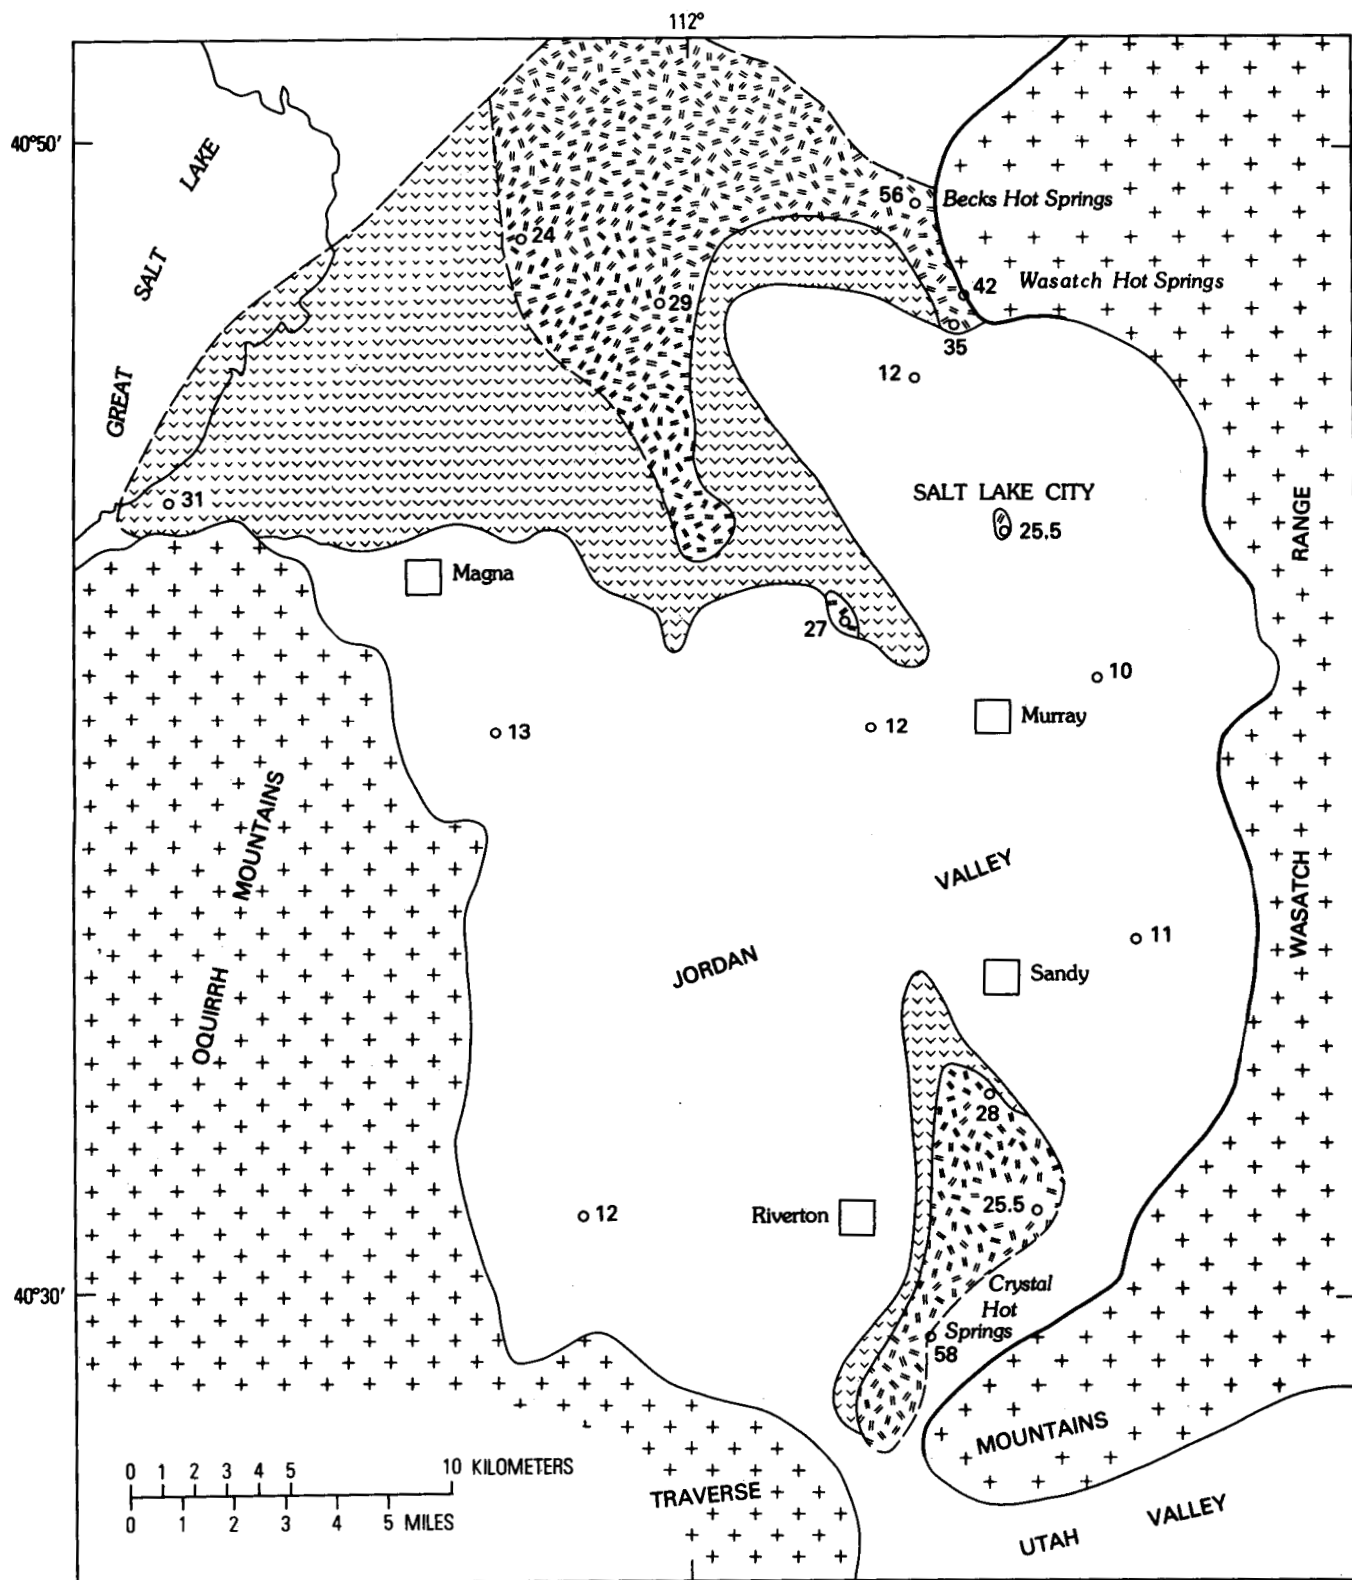 112°
40°50'
GREAT SALT LAKE
56 Becks Hot Springs
24
42 Wasatch Hot Springs
29
35
12
SALT LAKE CITY
31
25.5
Magna
27
10
Murray
13
12
OQUIRRH MOUNTAINS
WASATCH RANGE
JORDAN VALLEY
11
Sandy
28
25.5
12
Riverton
40°30'
Crystal
Hot
Springs
58
MOUNTAINS
TRAVERSE
UTAH VALLEY
0 1 2 3 4 5 10 KILOMETERS
0 1 2 3 4 5 MILES